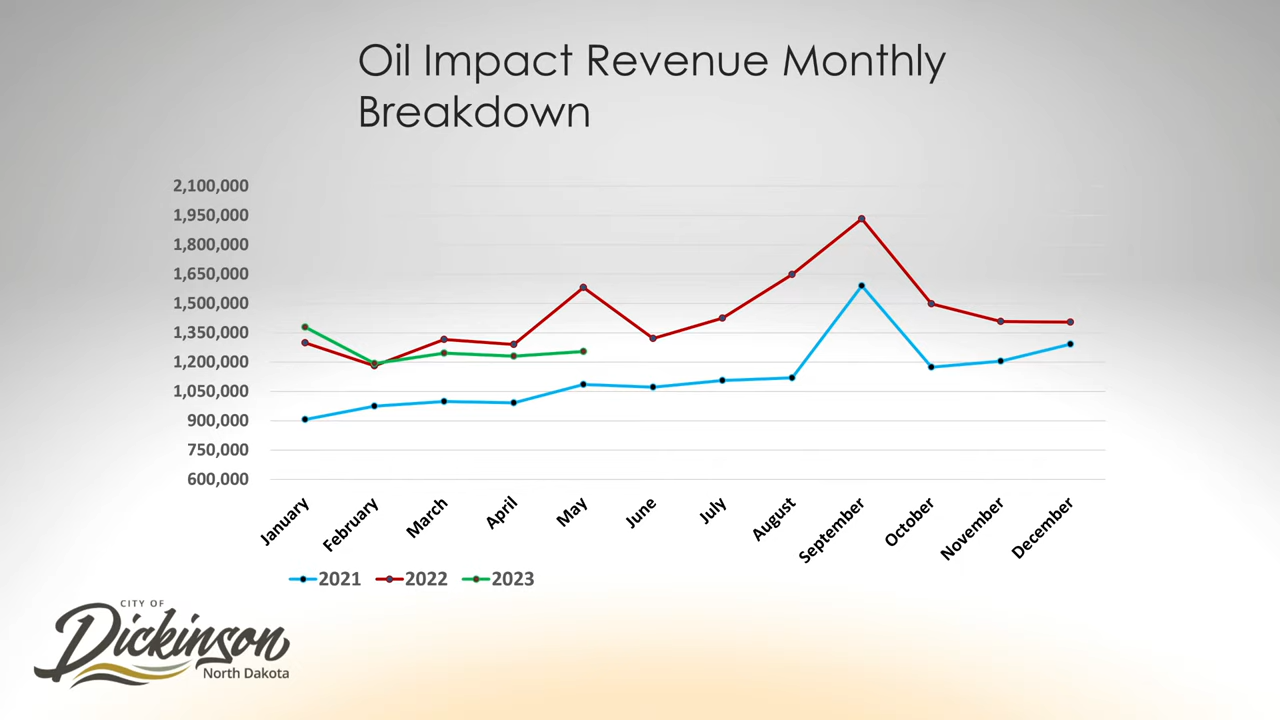 Oil Impact Revenue Monthly
Breakdown
2,100,000
1,950,000
1,800,000
1,650,000
1,500,000
1,350,000
1,200,000
1,050,000
900,000
750,000
600,000
January
February
March
April
May
June
July
August
September
October
November
December
2021 2022 2023
CITY OF
Dickinson
North Dakota